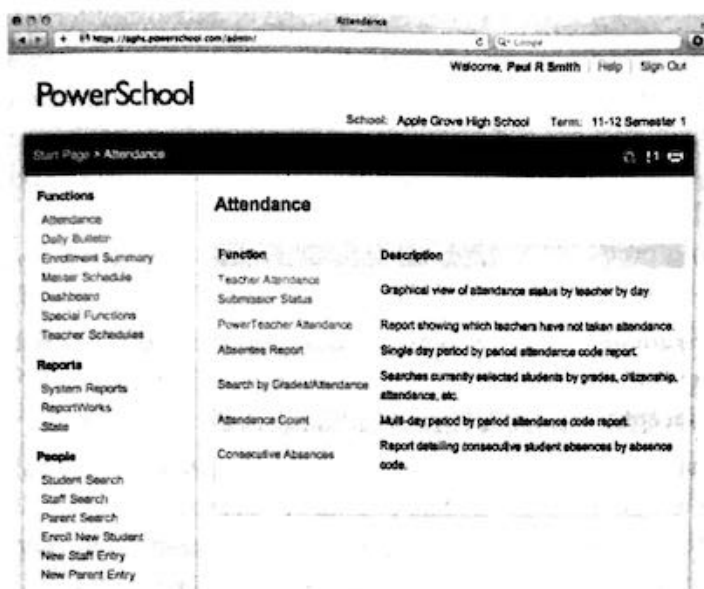 Attendance
https://aghs.powerschool.com/admin/
Google
Welcome, Paul R Smith | Help | Sign Out
PowerSchool
School: Apple Grove High School Term: 11-12 Semester 1
Start Page > Attendance
Functions
Attendance
Daily Bulletin
Enrollment Summary
Master Schedule
Dashboard
Special Functions
Teacher Schedules
Reports
System Reports
ReportWorks
State
People
Student Search
Staff Search
Parent Search
Enroll New Student
New Staff Entry
New Parent Entry
Attendance
Function Description
Teacher Attendance
Submission Status
Graphical view of attendance status by teacher by day.
PowerTeacher Attendance Report showing which teachers have not taken attendance.
Absentee Report Single day period by period attendance code report.
Search by Grades/Attendance
Searches currently selected students by grades, citizenship,
attendance, etc.
Attendance Count Multi-day period by period attendance code report.
Consecutive Absences
Report detailing consecutive student absences by absence
code.